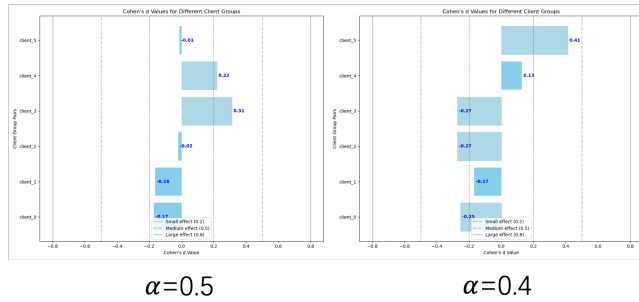 Cohen's d Values for Different Client Groups
Client Group Pairs
client_5
client_4
client_3
client_2
client_1
client_0
-0.01
0.22
0.31
-0.02
-0.16
-0.17
Small effect (0.2)
Medium effect (0.5)
Large effect (0.8)
-0.8
-0.6
-0.4
-0.2
0.0
0.2
0.4
0.6
0.8
Cohen's d Value
α=0.5
Cohen's d Values for Different Client Groups
Client Group Pairs
client_5
client_4
client_3
client_2
client_1
client_0
0.41
0.13
-0.27
-0.27
-0.17
-0.25
Small effect (0.2)
Medium effect (0.5)
Large effect (0.8)
-0.8
-0.6
-0.4
-0.2
0.0
0.2
0.4
0.6
0.8
Cohen's d Value
α=0.4